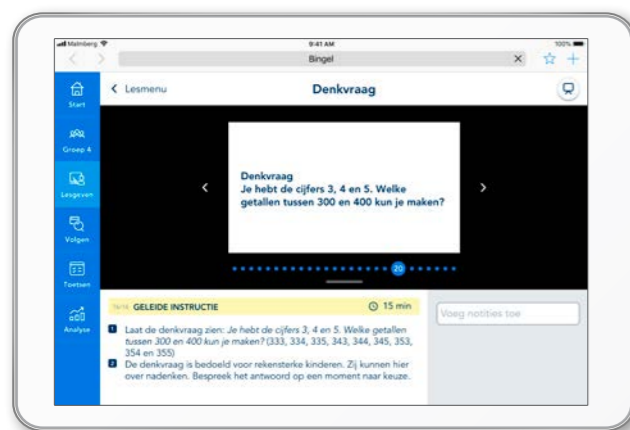 Malmberg
9:41 AM
100%
Bingel
Start
Groep 4
Lesgeven
Volgen
Toetsen
Analyse
Lesmenu
Denkvraag
Denkvraag
Je hebt de cijfers 3, 4 en 5. Welke
getallen tussen 300 en 400 kun je maken?
20
GELEIDE INSTRUCTIE
15 min
1 Laat de denkvraag zien: Je hebt de cijfers 3, 4 en 5. Welke getallen
tussen 300 en 400 kun je maken? (333, 334, 335, 343, 344, 345, 353,
354 en 355)
2 De denkvraag is bedoeld voor rekensterke kinderen. Zij kunnen hier
over nadenken. Bespreek het antwoord op een moment naar keuze.
Voeg notities toe